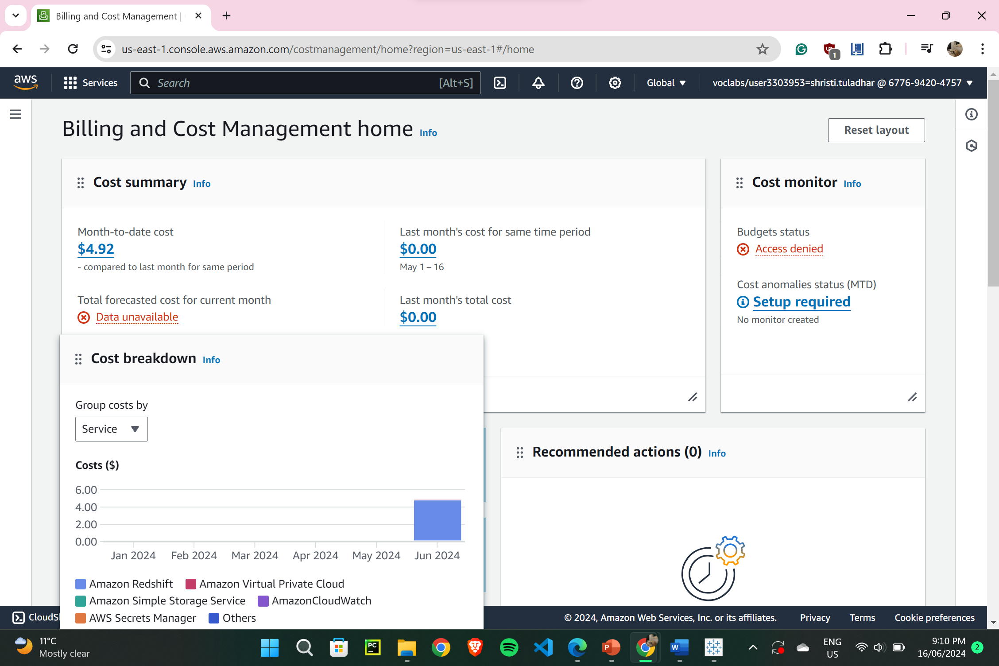 Billing and Cost Management |
us-east-1.console.aws.amazon.com/costmanagement/home?region=us-east-1#/home
1
aws
Services
Search
[Alt+S]
Global
voclabs/user3303953=shristi.tuladhar @ 6776-9420-4757
Billing and Cost Management home Info
Reset layout
Cost summary Info
Month-to-date cost
$4.92
- compared to last month for same period
Last month's cost for same time period
$0.00
May 1 – 16
Total forecasted cost for current month
Data unavailable
Last month's total cost
$0.00
Cost monitor Info
Budgets status
Access denied
Cost anomalies status (MTD)
Setup required
No monitor created
Cost breakdown Info
Group costs by
Service
Costs ($)
6.00
4.00
2.00
0.00
Jan 2024 Feb 2024 Mar 2024 Apr 2024 May 2024 Jun 2024
Amazon Redshift Amazon Virtual Private Cloud
Amazon Simple Storage Service AmazonCloudWatch
AWS Secrets Manager Others
Recommended actions (0) Info
CloudS
© 2024, Amazon Web Services, Inc. or its affiliates.
Privacy
Terms
Cookie preferences
11°C
Mostly clear
PC
P
W
ENG
US
9:10 PM
16/06/2024
2